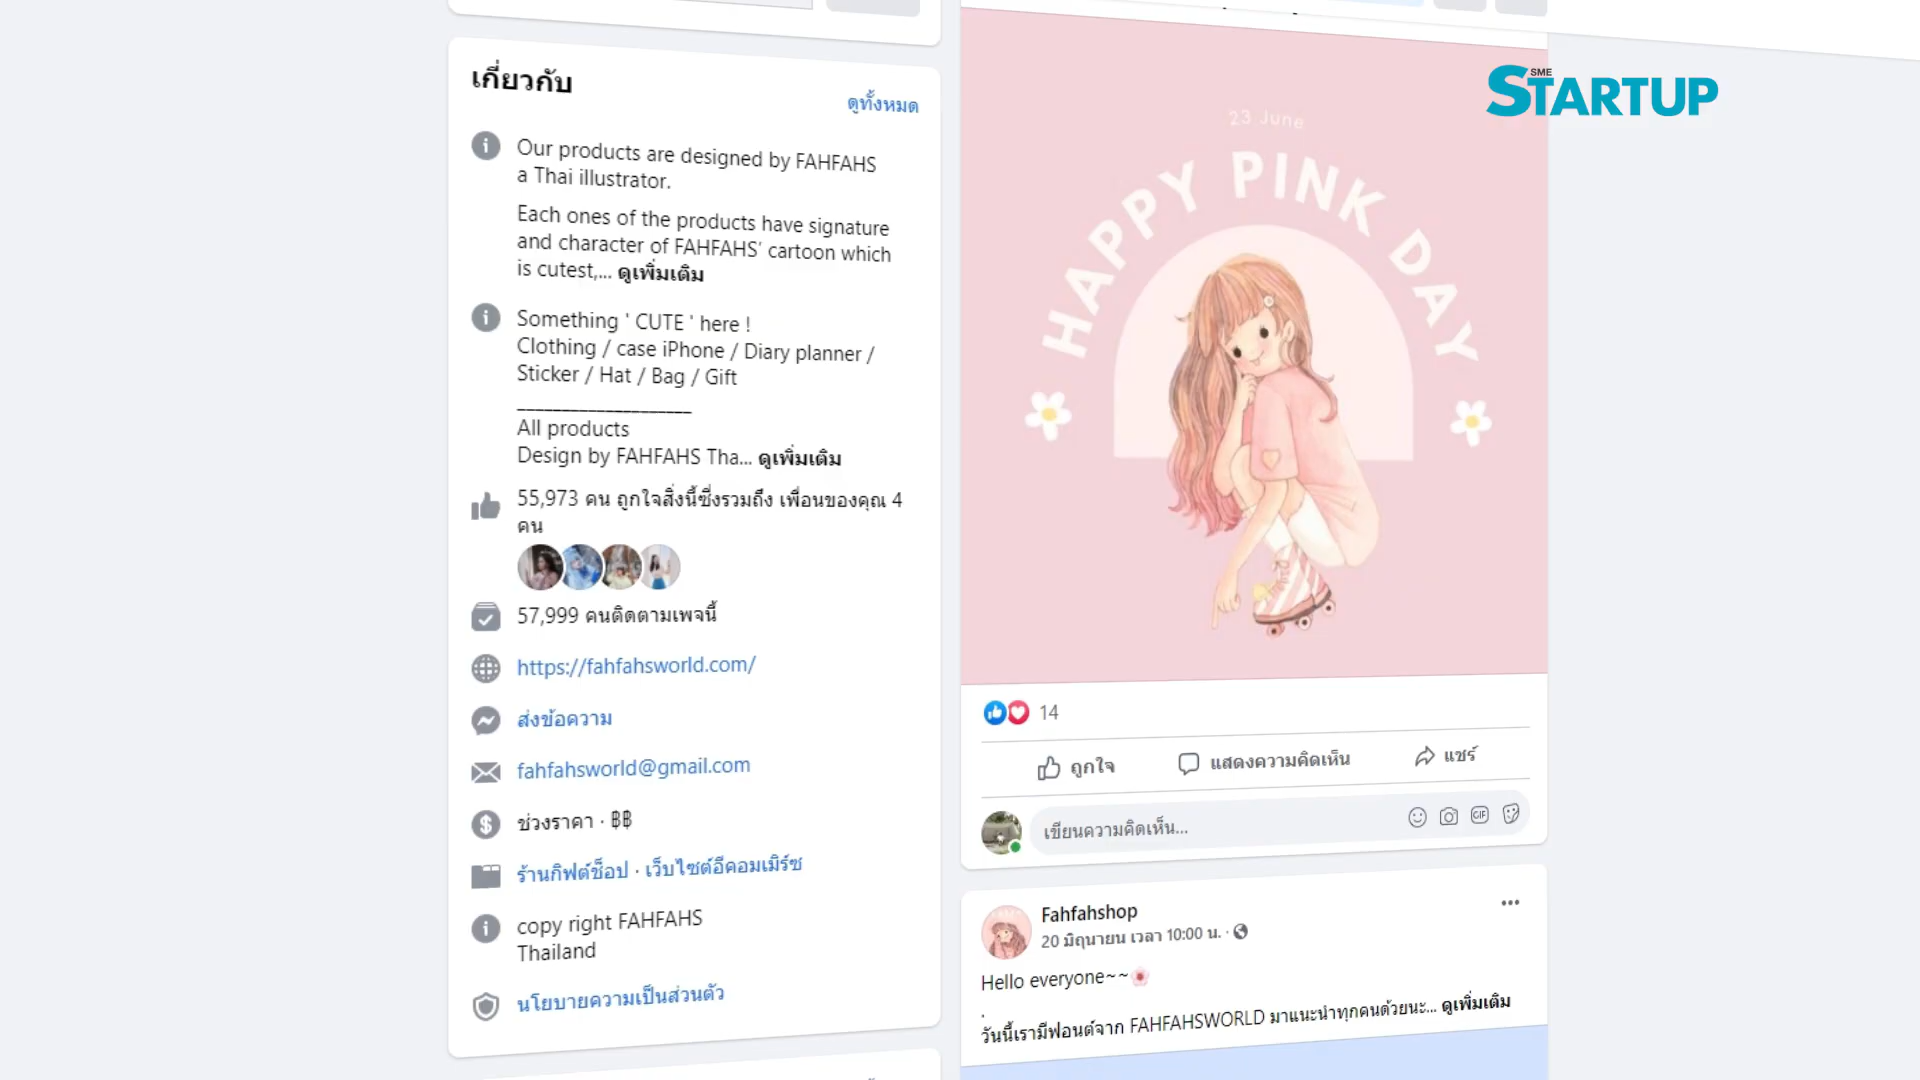 เกี่ยวกับ
ดูทั้งหมด
Our products are designed by FAHFAHS
a Thai illustrator.
Each ones of the products have signature
and character of FAHFAHS' cartoon which
is cutest,... ดูเพิ่มเติม
Something ' CUTE ' here !
Clothing / case iPhone / Diary planner /
Sticker / Hat / Bag / Gift
____________________
All products
Design by FAHFAHS Tha... ดูเพิ่มเติม
55,973 คน ถูกใจสิ่งนี้ซึ่งรวมถึง เพื่อนของคุณ 4
คน
57,999 คนติดตามเพจนี้
https://fahfahsworld.com/
ส่งข้อความ
fahfahsworld@gmail.com
ช่วงราคา · ฿฿
ร้านกิฟต์ช็อป · เว็บไซต์อีคอมเมิร์ซ
copy right FAHFAHS
Thailand
นโยบายความเป็นส่วนตัว
SME
STARTUP
23 June
HAPPY PINK DAY
14
ถูกใจ
แสดงความคิดเห็น
แชร์
เขียนความคิดเห็น...
GIF
Fahfahshop
20 มิถุนายน เวลา 10:00 น. ·
Hello everyone~~🌸
.
วันนี้เรามีฟอนต์จาก FAHFAHSWORLD มาแนะนำทุกคนด้วยนะ... ดูเพิ่มเติม